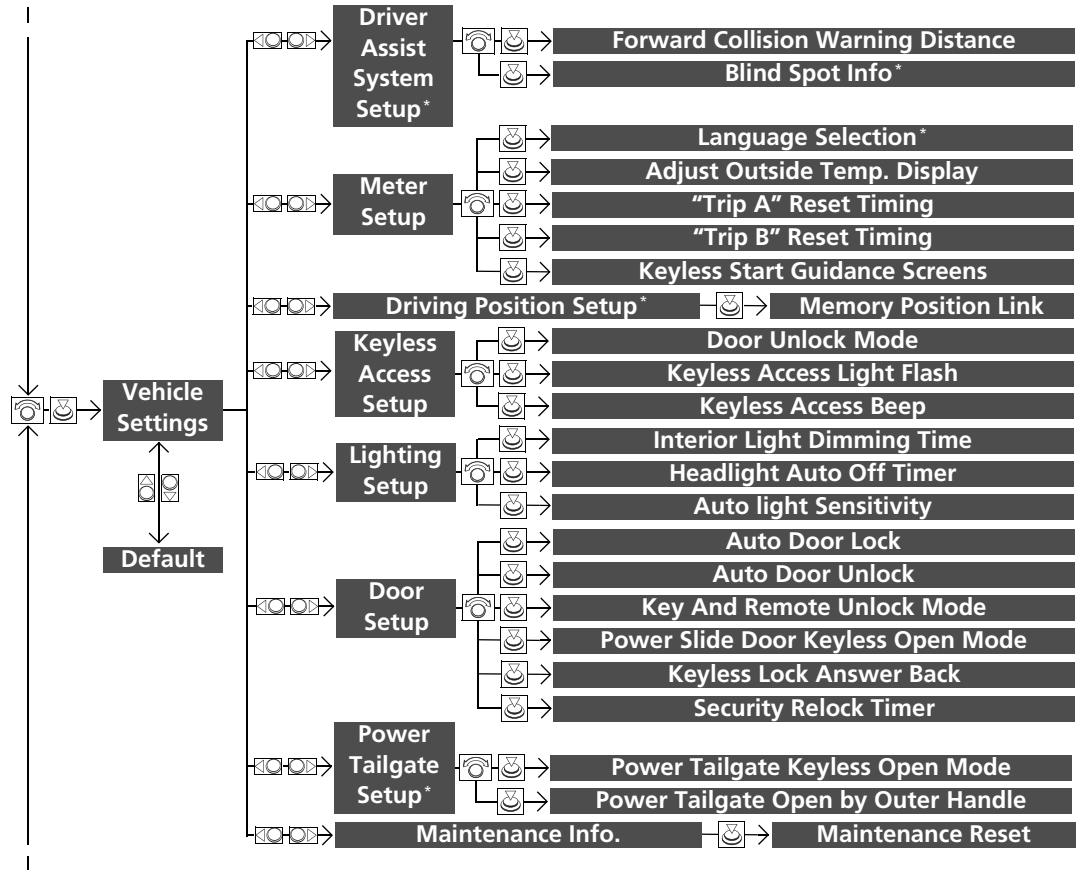 Driver
Assist
System
Setup*
Forward Collision Warning Distance
Blind Spot Info*
Meter
Setup
Language Selection*
Adjust Outside Temp. Display
“Trip A” Reset Timing
“Trip B” Reset Timing
Keyless Start Guidance Screens
Driving Position Setup*
Memory Position Link
Keyless
Access
Setup
Door Unlock Mode
Keyless Access Light Flash
Keyless Access Beep
Vehicle
Settings
Default
Lighting
Setup
Interior Light Dimming Time
Headlight Auto Off Timer
Auto light Sensitivity
Door
Setup
Auto Door Lock
Auto Door Unlock
Key And Remote Unlock Mode
Power Slide Door Keyless Open Mode
Keyless Lock Answer Back
Security Relock Timer
Power
Tailgate
Setup*
Power Tailgate Keyless Open Mode
Power Tailgate Open by Outer Handle
Maintenance Info.
Maintenance Reset